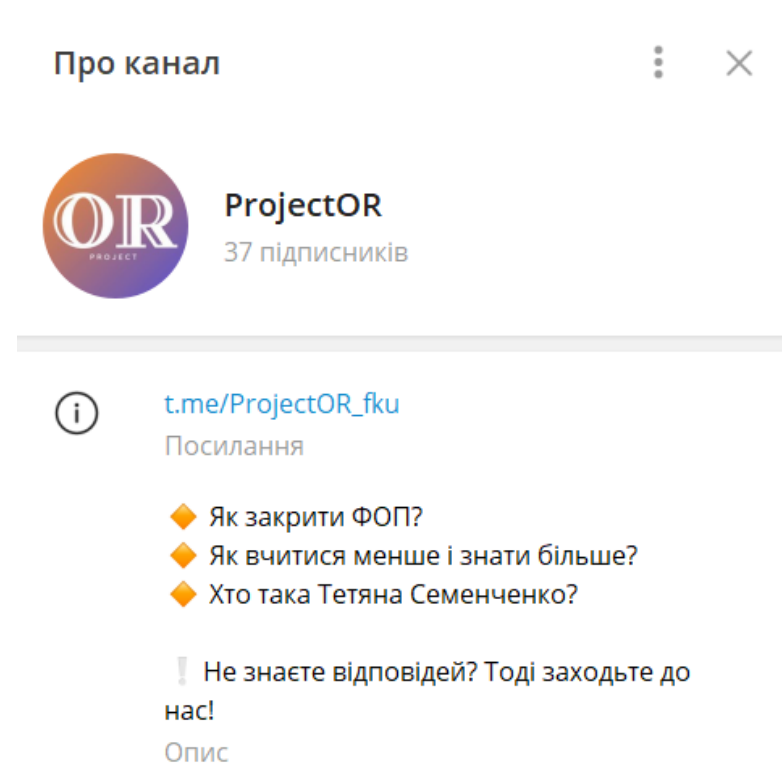 Про канал
OR
PROJECT
ProjectOR
37 підписників
t.me/ProjectOR_fku
Посилання
🔶 Як закрити ФОП?
🔶 Як вчитися менше і знати більше?
🔶 Хто така Тетяна Семенченко?
❕ Не знаєте відповідей? Тоді заходьте до
нас!
Опис